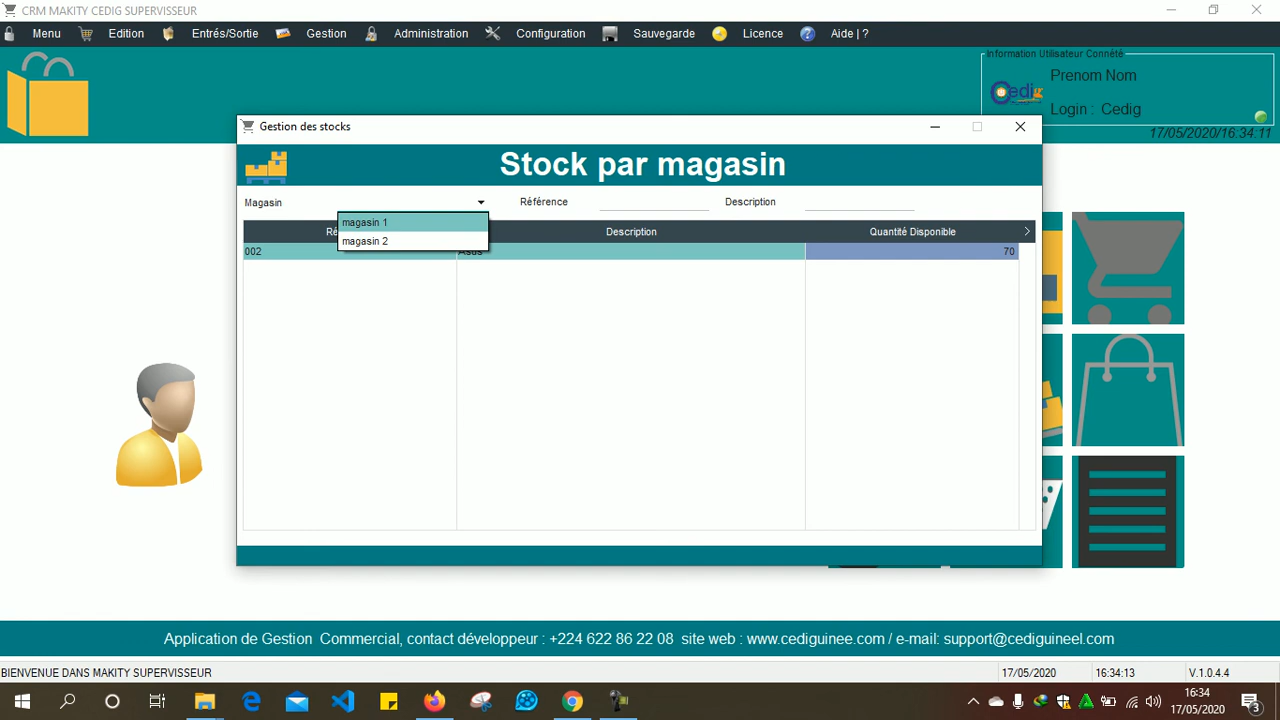 CRM MAKITY CEDIG SUPERVISSEUR
Menu Edition Entrés/Sortie Gestion Administration Configuration Sauvegarde Licence Aide | ?
Information Utilisateur Connêté
Prenom Nom
Cedig
Login : Cedig
17/05/2020/16:34:11
Gestion des stocks
Stock par magasin
Magasin Référence Description
magasin 1
magasin 2
Description Quantité Disponible
002 Asus 70
Application de Gestion Commercial, contact développeur : +224 622 86 22 08 site web : www.cediguinee.com / e-mail: support@cediguineel.com
BIENVENUE DANS MAKITY SUPERVISSEUR 17/05/2020 16:34:13 V.1.0.4.4
16:34
17/05/2020
3